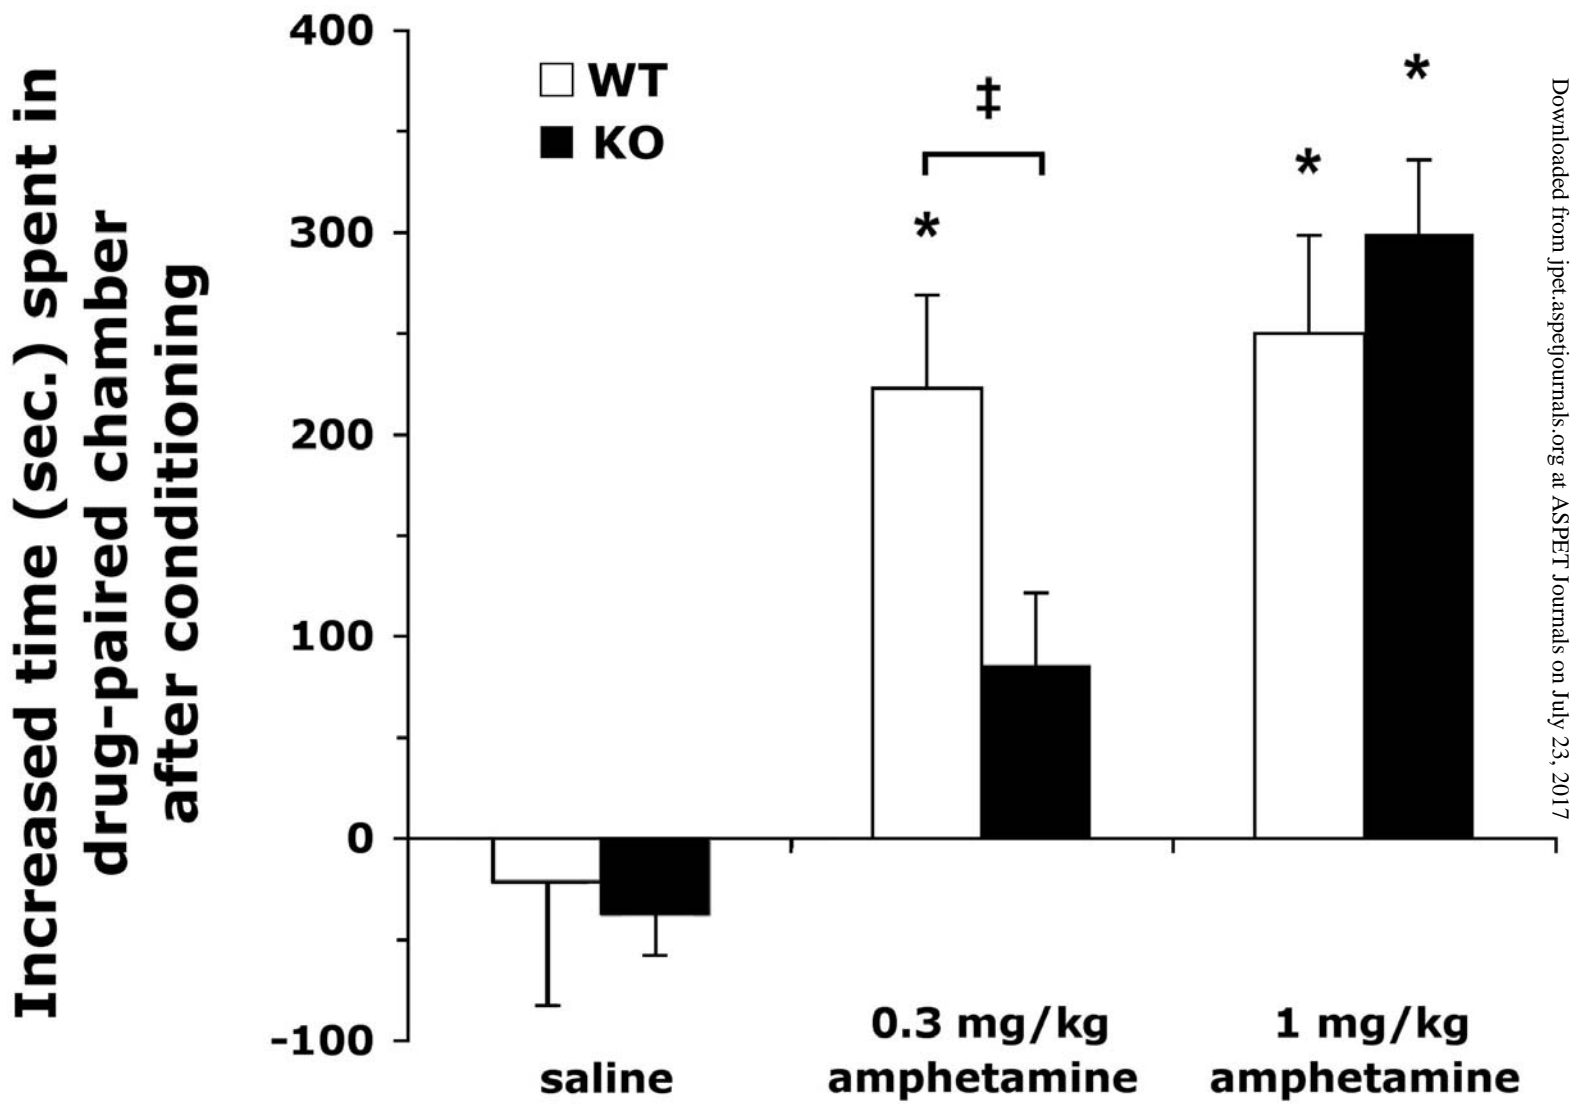 Increased time (sec.) spent in
drug-paired chamber
after conditioning
400
300
200
100
0
-100
WT
KO
‡
*
*
*
saline
0.3 mg/kg
amphetamine
1 mg/kg
amphetamine
Downloaded from jpet.aspetjournals.org at ASPET Journals on July 23, 2017